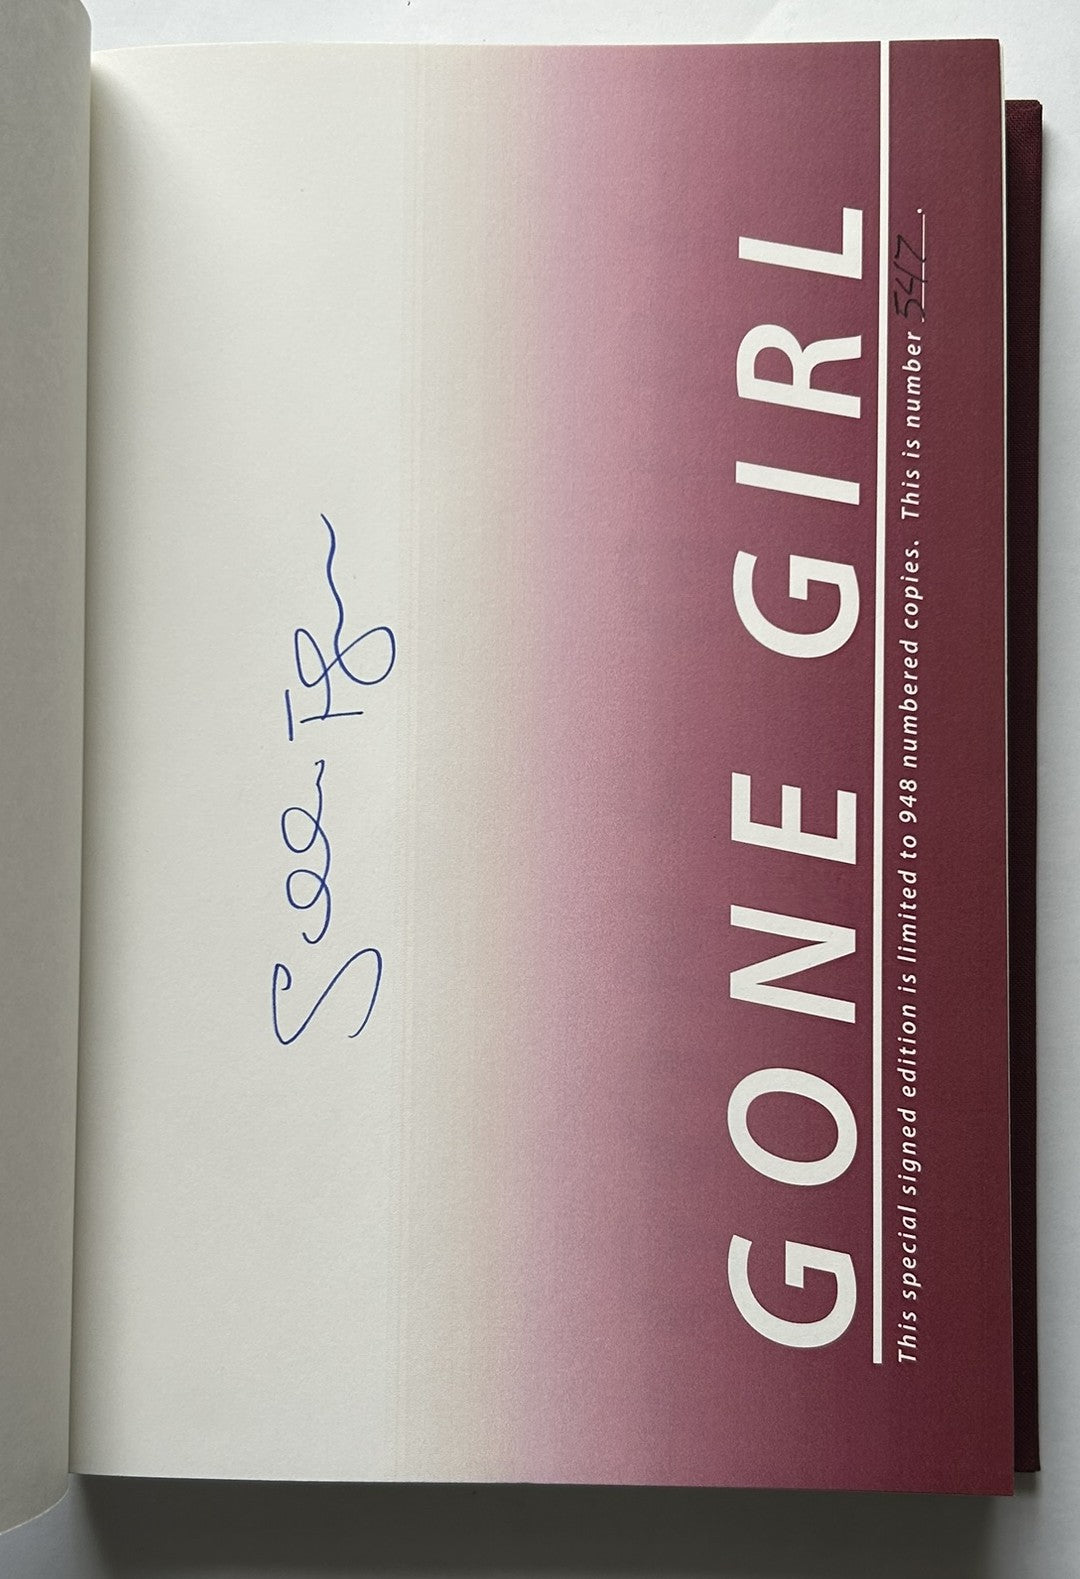 GONE GIRL
This special signed edition is limited to 948 numbered copies. This is number 547.